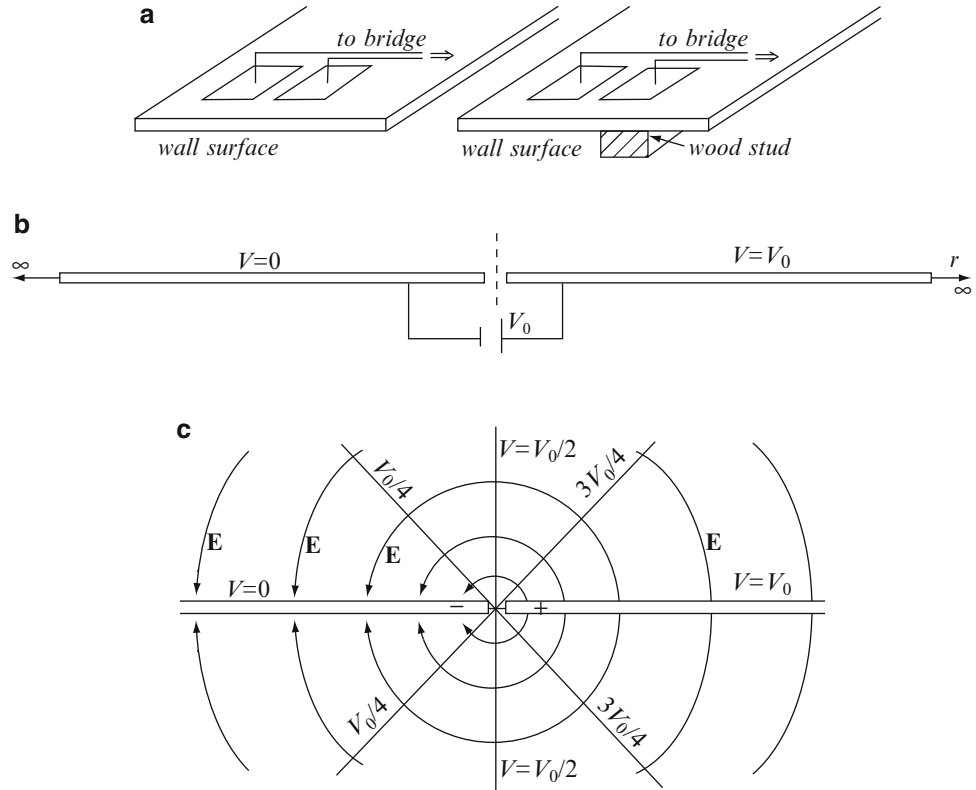 a
to bridge ⇒
to bridge ⇒
wall surface
wall surface
wood stud
b
∞
V=0
V=V₀
r
∞
V₀
c
V₀/4
V=V₀/2
3V₀/4
E
E
E
E
V=0
−
+
V=V₀
V₀/4
3V₀/4
V=V₀/2